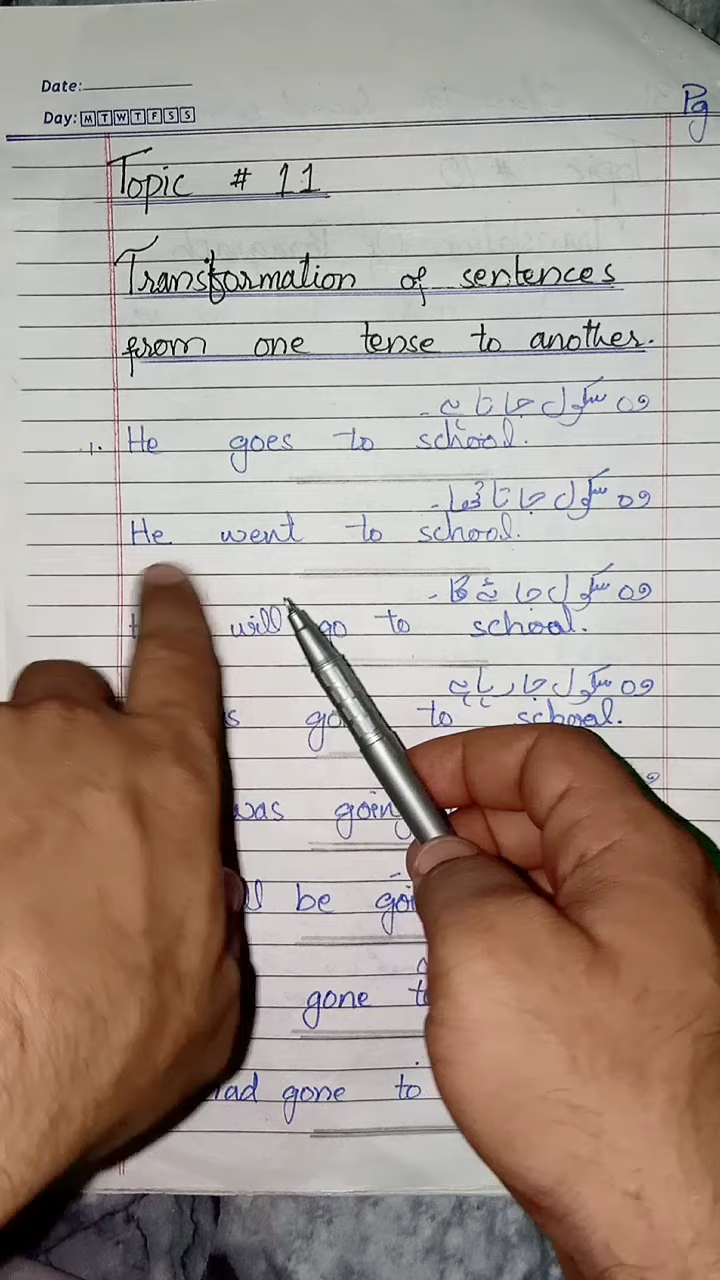 Date:
Day: M T W T F S S
Pg
Topic # 11
Transformation of sentences
from one tense to another.
وہ سکول جاتا ہے۔
1. He goes to school.
وہ سکول جاتا تھا۔
He went to school.
وہ سکول جائے گا۔
will go to school.
وہ سکول جا رہا ہے
to school.
was going
be
gone
gone to